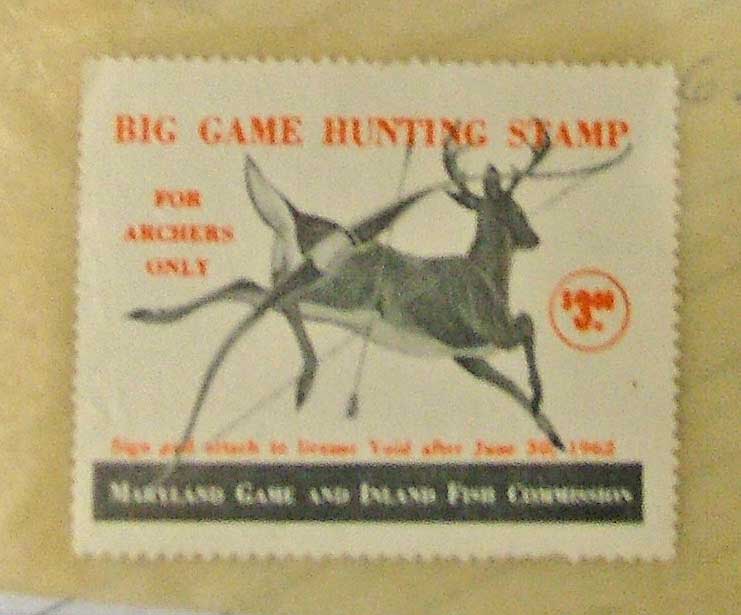 BIG GAME HUNTING STAMP
FOR
ARCHERS
ONLY
$3.00
Sign and attach to license Void after June 30, 1962
MARYLAND GAME AND INLAND FISH COMMISSION